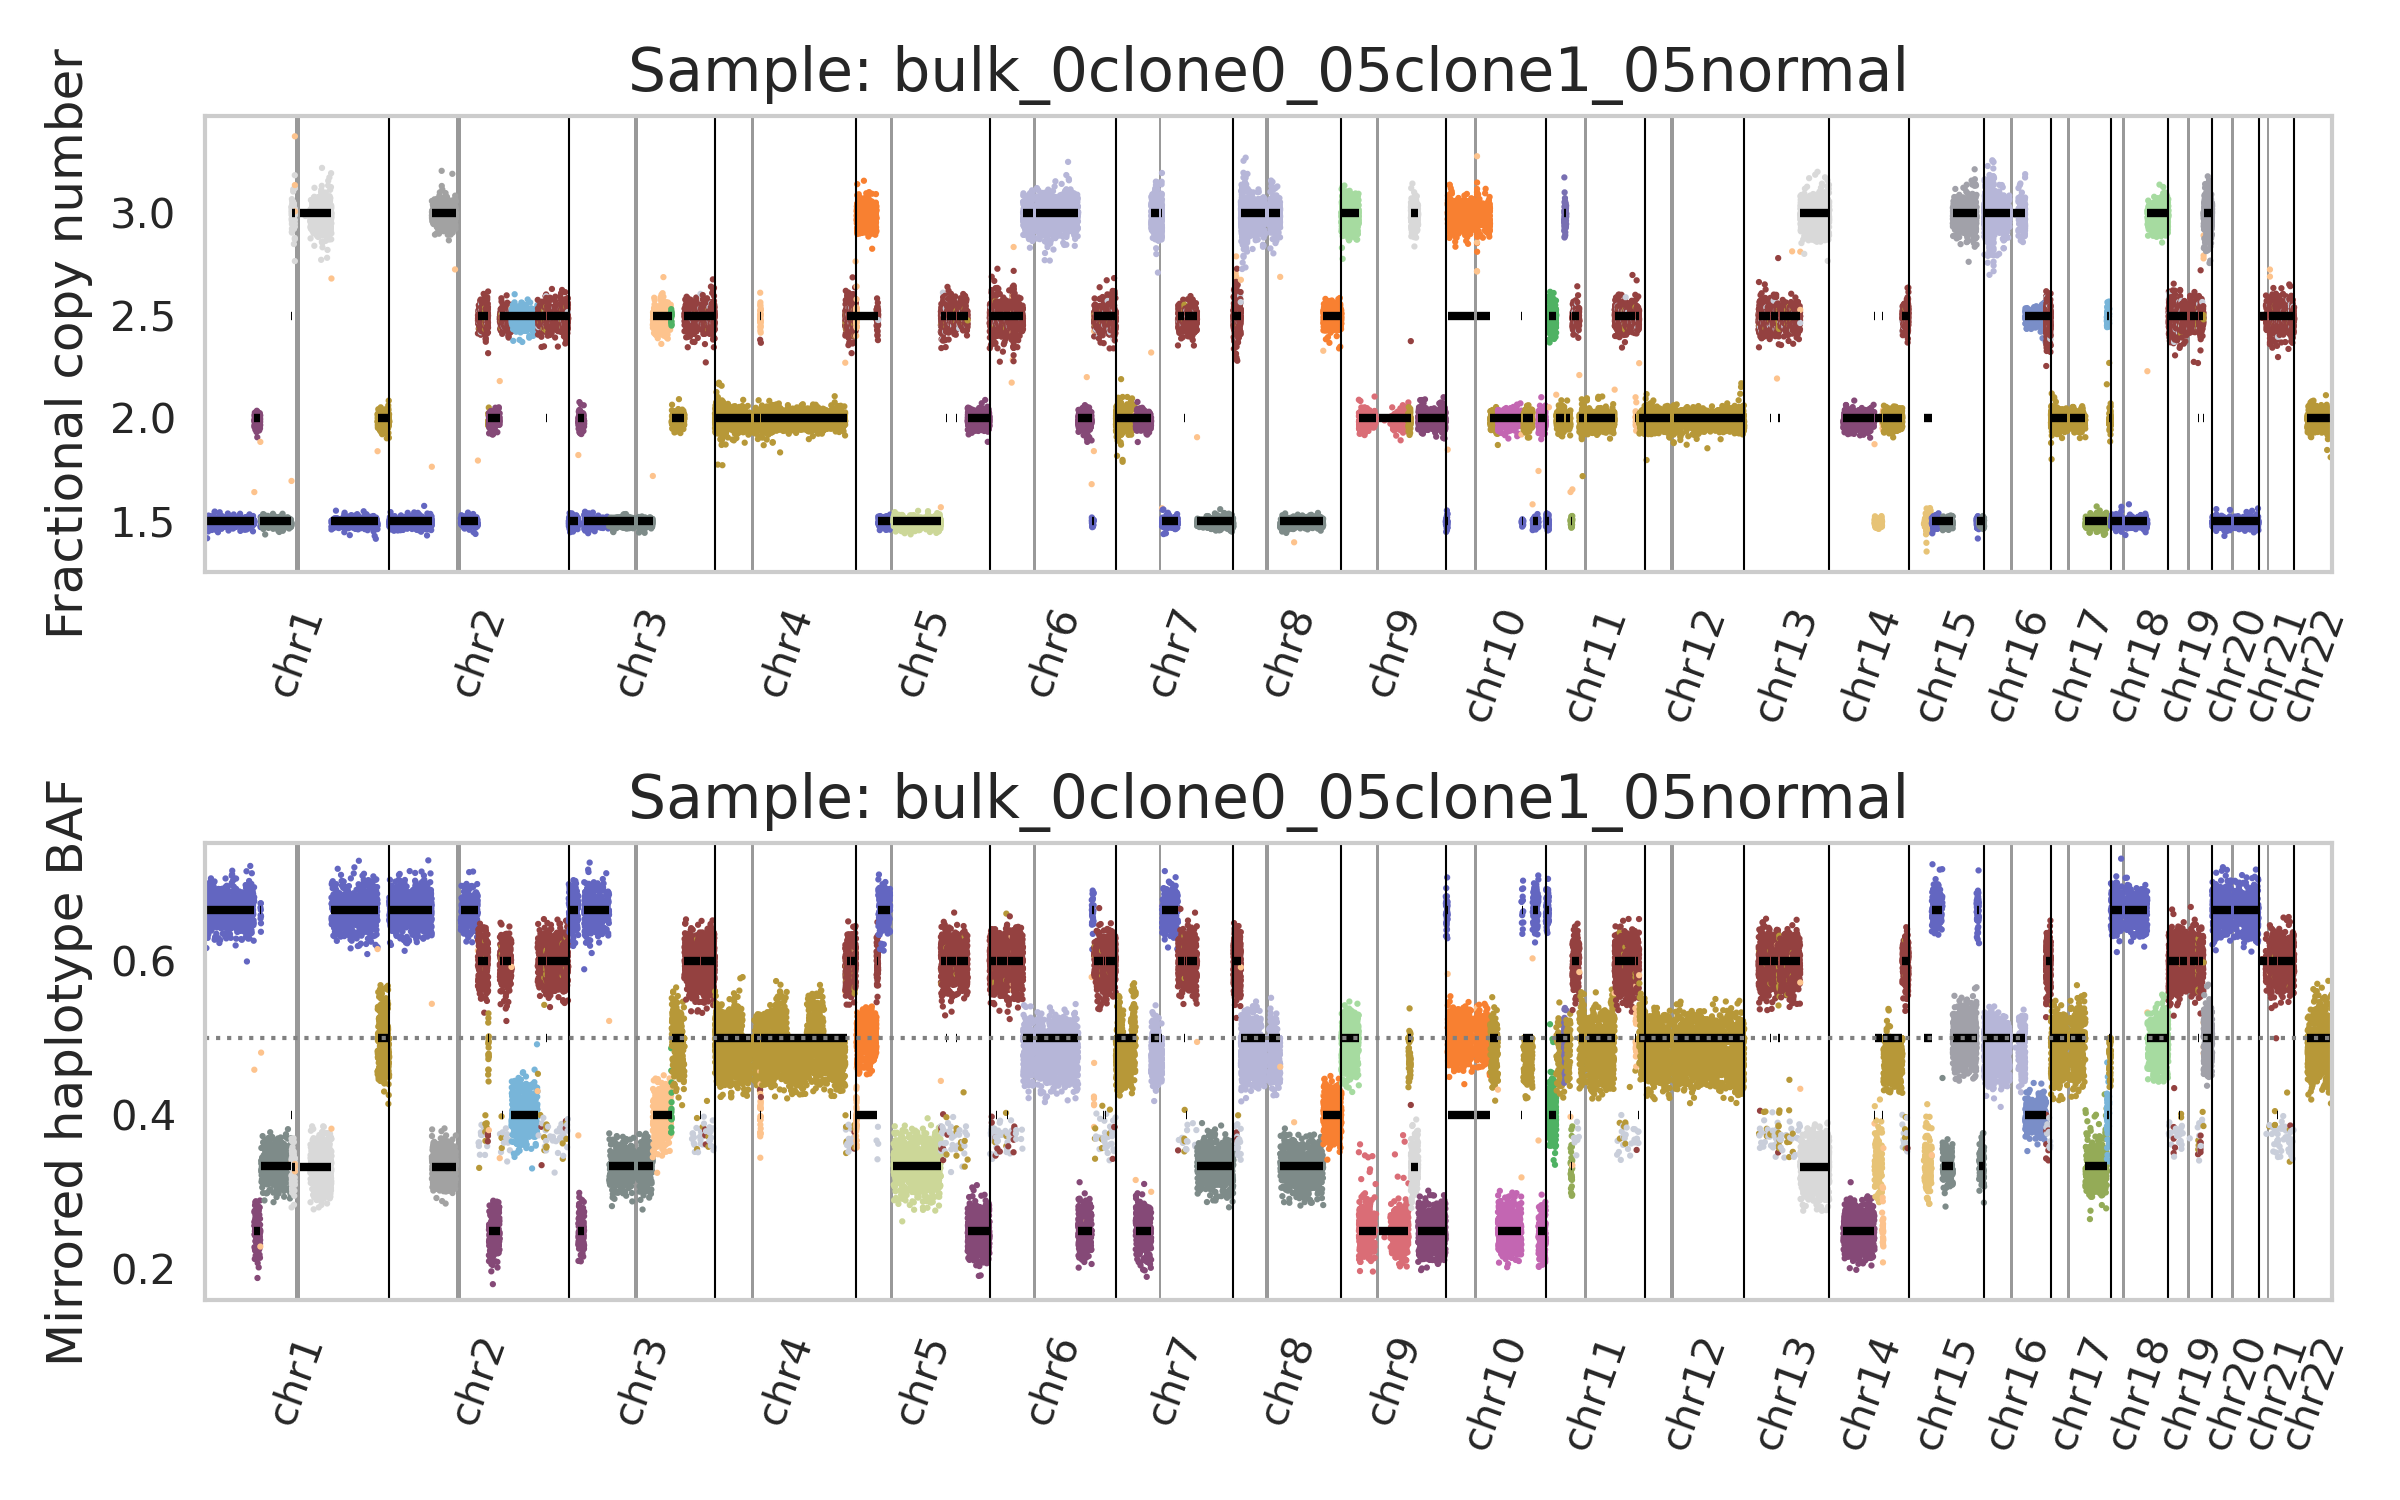 Sample: bulk_0clone0_05clone1_05normal
Fractional copy number
3.0
2.5
2.0
1.5
chr1 chr2 chr3 chr4 chr5 chr6 chr7 chr8 chr9 chr10 chr11 chr12 chr13 chr14 chr15 chr16 chr17 chr18 chr19 chr20 chr21 chr22
Sample: bulk_0clone0_05clone1_05normal
Mirrored haplotype BAF
0.6
0.4
0.2
chr1 chr2 chr3 chr4 chr5 chr6 chr7 chr8 chr9 chr10 chr11 chr12 chr13 chr14 chr15 chr16 chr17 chr18 chr19 chr20 chr21 chr22